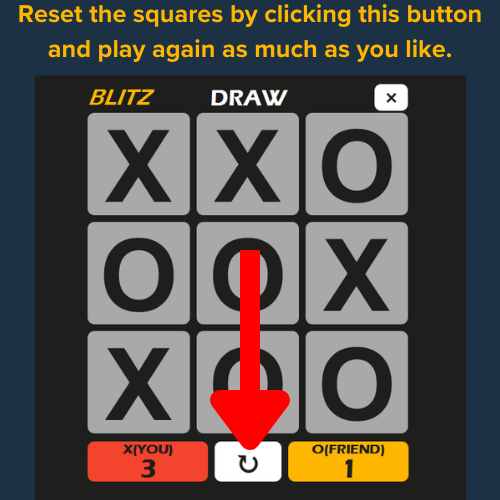 Reset the squares by clicking this button
and play again as much as you like.
BLITZ DRAW ×
X X O
O O X
X O O
X(YOU) O(FRIEND)
3 ↻ 1